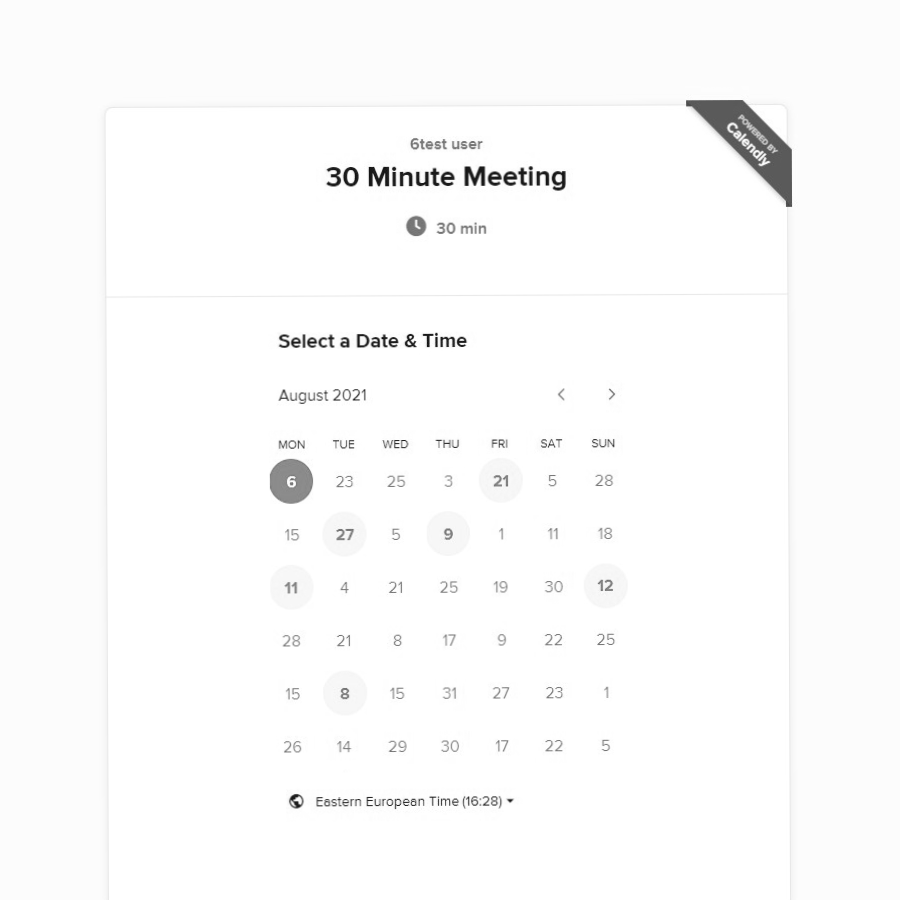 POWERED BY
Calendly
6test user
30 Minute Meeting
30 min
Select a Date & Time
August 2021
MON TUE WED THU FRI SAT SUN
6 23 25 3 21 5 28
15 27 5 9 1 11 18
11 4 21 25 19 30 12
28 21 8 17 9 22 25
15 8 15 31 27 23 1
26 14 29 30 17 22 5
Eastern European Time (16:28)